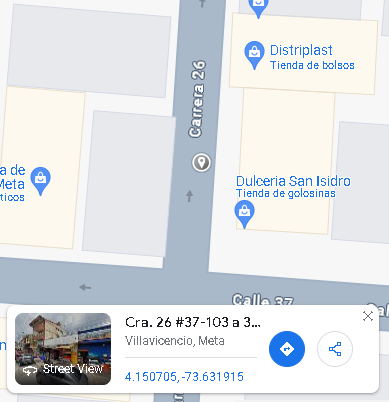 Carrera 26
Distriplast
Tienda de bolsos
a de
Meta
ticos
Dulceria San Isidro
Tienda de golosinas
Calle 37
Cra. 26 #37-103 a 3...
Villavicencio, Meta
Street View
4.150705, -73.631915